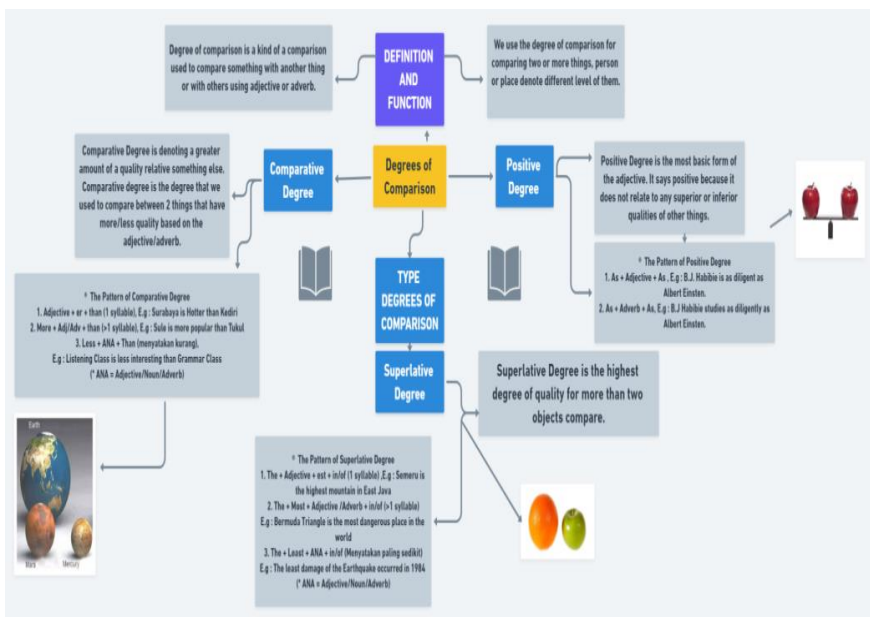 Degree of comparison is a kind of a comparison
used to compare something with another thing
or with others using adjective or adverb.
DEFINITION
AND
FUNCTION
We use the degree of comparison for
comparing two or more things, person
or place denote different level of them.
Comparative Degree is denoting a greater
amount of a quality relative something else.
Comparative degree is the degree that we
used to compare between 2 things that have
more/less quality based on the
adjective/adverb.
Comparative
Degree
Degrees of
Comparison
Positive
Degree
Positive Degree is the most basic form of
the adjective. It says positive because it
does not relate to any superior or inferior
qualities of other things.
* The Pattern of Positive Degree
1. As + Adjective + As , E.g : B.J. Habibie is as diligent as
Albert Einsten.
2. As + Adverb + As, E.g : B.J Habibie studies as diligently as
Albert Einsten.
* The Pattern of Comparative Degree
1. Adjective + er + than (1 syllable), E.g : Surabaya is Hotter than Kediri
2. More + Adj/Adv + than (>1 syllable), E.g : Sule is more popular than Tukul
3. Less + ANA + Than (menyatakan kurang),
E.g : Listening Class is less interesting than Grammar Class
(* ANA = Adjective/Noun/Adverb)
TYPE
DEGREES OF
COMPARISON
Superlative
Degree
Superlative Degree is the highest
degree of quality for more than two
objects compare.
* The Pattern of Superlative Degree
1. The + Adjective + est + in/of (1 syllable) ,E.g : Semeru is
the highest mountain in East Java
2. The + Most + Adjective /Adverb + in/of (>1 syllable)
E.g : Bermuda Triangle is the most dangerous place in the
world
3. The + Least + ANA + in/of (Menyatakan paling sedikit)
E.g : The least damage of the Earthquake occurred in 1984
(* ANA = Adjective/Noun/Adverb)
Earth
Mars
Mercury